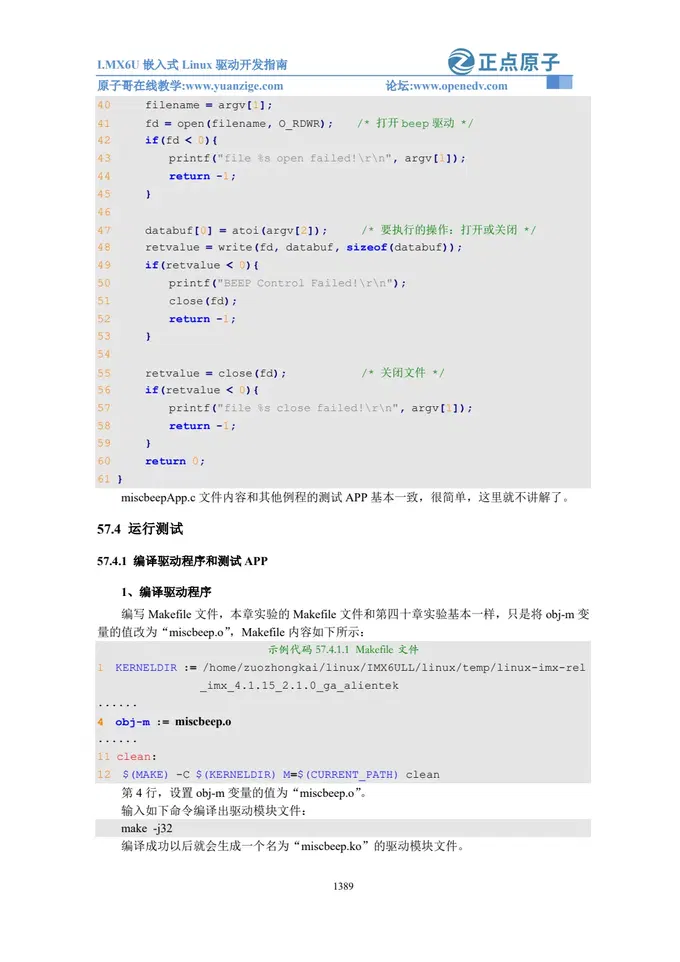 I.MX6U 嵌入式 Linux 驱动开发指南
正点原子
原子哥在线教学:www.yuanzige.com 论坛:www.openedv.com
40 filename = argv[1];
41 fd = open(filename, O_RDWR); /* 打开 beep 驱动 */
42 if(fd < 0){
43 printf("file %s open failed!\r\n", argv[1]);
44 return -1;
45 }
46
47 databuf[0] = atoi(argv[2]); /* 要执行的操作：打开或关闭 */
48 retvalue = write(fd, databuf, sizeof(databuf));
49 if(retvalue < 0){
50 printf("BEEP Control Failed!\r\n");
51 close(fd);
52 return -1;
53 }
54
55 retvalue = close(fd); /* 关闭文件 */
56 if(retvalue < 0){
57 printf("file %s close failed!\r\n", argv[1]);
58 return -1;
59 }
60 return 0;
61 }
miscbeepApp.c 文件内容和其他例程的测试 APP 基本一致，很简单，这里就不讲解了。
57.4 运行测试
57.4.1 编译驱动程序和测试 APP
1、编译驱动程序
编写 Makefile 文件，本章实验的 Makefile 文件和第四十章实验基本一样，只是将 obj-m 变
量的值改为“miscbeep.o”，Makefile 内容如下所示：
示例代码 57.4.1.1 Makefile 文件
1 KERNELDIR := /home/zuozhongkai/linux/IMX6ULL/linux/temp/linux-imx-rel
_imx_4.1.15_2.1.0_ga_alientek
......
4 obj-m := miscbeep.o
......
11 clean:
12 $(MAKE) -C $(KERNELDIR) M=$(CURRENT_PATH) clean
第 4 行，设置 obj-m 变量的值为“miscbeep.o”。
输入如下命令编译出驱动模块文件：
make -j32
编译成功以后就会生成一个名为“miscbeep.ko”的驱动模块文件。
1389